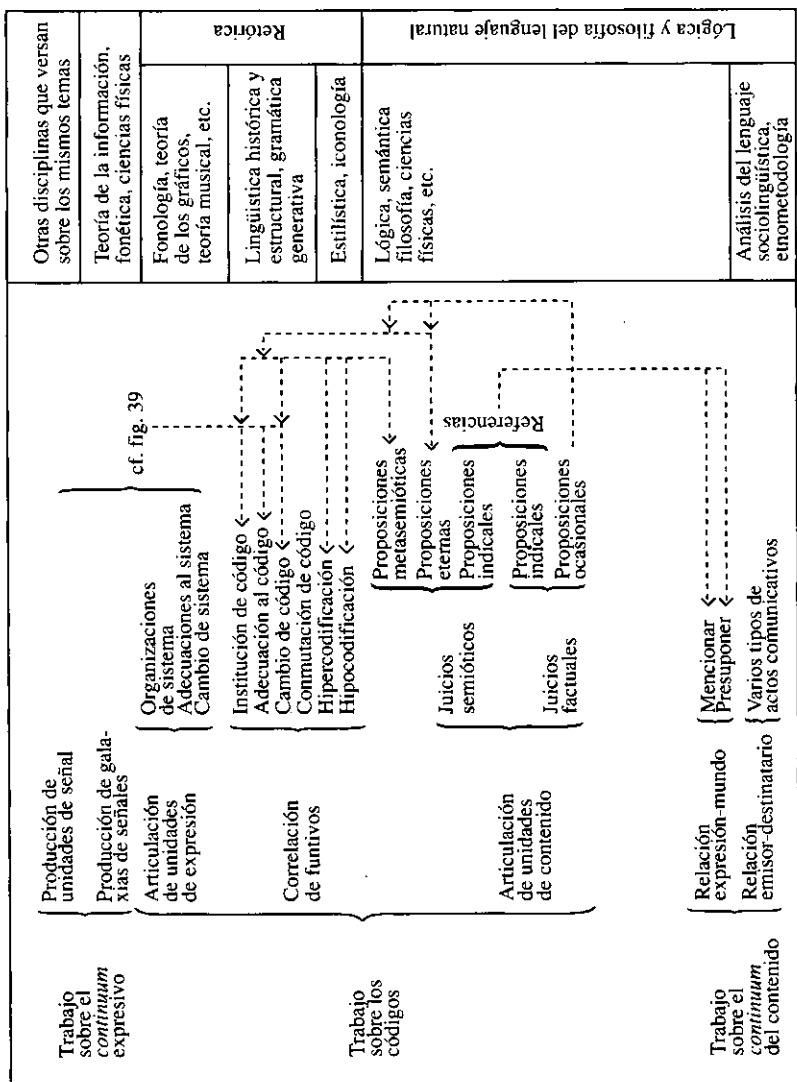 Trabajo
sobre el
continuum
expresivo
Producción de
unidades de señal
Producción de gala-
xias de señales
Trabajo
sobre los
códigos
Articulación
de unidades
de expresión
Organizaciones
de sistema
Adecuaciones al sistema
Cambio de sistema
cf. fig. 39
Correlación
de funtivos
Institución de código
Adecuación al código
Cambio de código
Conmutación de código
Hipercodificación
Hipocodificación
Articulación
de unidades
de contenido
Juicios
semióticos
Proposiciones
metasemióticas
Proposiciones
eternas
Proposiciones
indicales
Juicios
factuales
Proposiciones
indicales
Proposiciones
ocasionales
Referencias
Trabajo
sobre el
continuum
del contenido
Relación
expresión-mundo
Mencionar
Presuponer
Relación
emisor-destinatario
Varios tipos de
actos comunicativos
Otras disciplinas que versan
sobre los mismos temas
Teoría de la información,
fonética, ciencias físicas
Fonología, teoría
de los gráficos,
teoría musical, etc.
Lingüistica histórica y
estructural, gramática
generativa
Estilística, iconología
Lógica, semántica
filosofía, ciencias
físicas, etc.
Análisis del lenguaje
sociolingüística,
etnometodología
Retórica
Lógica y filosofía del lenguaje natural